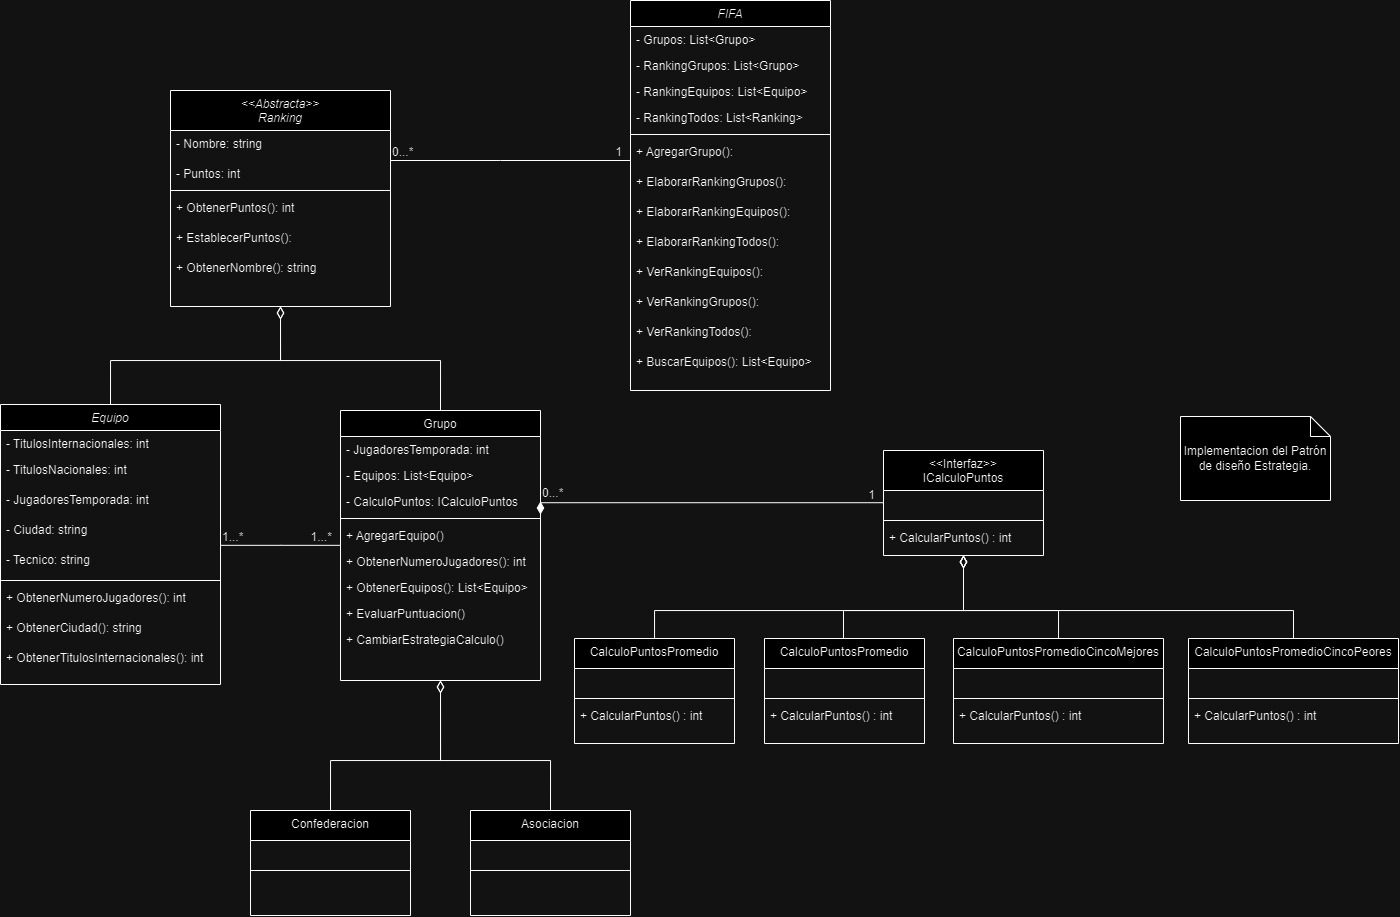 FIFA
- Grupos: List<Grupo>
- RankingGrupos: List<Grupo>
- RankingEquipos: List<Equipo>
- RankingTodos: List<Ranking>
+ AgregarGrupo():
+ ElaborarRankingGrupos():
+ ElaborarRankingEquipos():
+ ElaborarRankingTodos():
+ VerRankingEquipos():
+ VerRankingGrupos():
+ VerRankingTodos():
+ BuscarEquipos(): List<Equipo>
<<Abstracta>>
Ranking
- Nombre: string
- Puntos: int
+ ObtenerPuntos(): int
+ EstablecerPuntos():
+ ObtenerNombre(): string
0...*
1
Equipo
- TitulosInternacionales: int
- TitulosNacionales: int
- JugadoresTemporada: int
- Ciudad: string
- Tecnico: string
+ ObtenerNumeroJugadores(): int
+ ObtenerCiudad(): string
+ ObtenerTitulosInternacionales(): int
1...*
1...*
Grupo
- JugadoresTemporada: int
- Equipos: List<Equipo>
- CalculoPuntos: ICalculoPuntos
+ AgregarEquipo()
+ ObtenerNumeroJugadores(): int
+ ObtenerEquipos(): List<Equipo>
+ EvaluarPuntuacion()
+ CambiarEstrategiaCalculo()
0...*
1
<<Interfaz>>
ICalculoPuntos
+ CalcularPuntos() : int
Implementacion del Patrón
de diseño Estrategia.
CalculoPuntosPromedio
+ CalcularPuntos() : int
CalculoPuntosPromedio
+ CalcularPuntos() : int
CalculoPuntosPromedioCincoMejores
+ CalcularPuntos() : int
CalculoPuntosPromedioCincoPeores
+ CalcularPuntos() : int
Confederacion
Asociacion